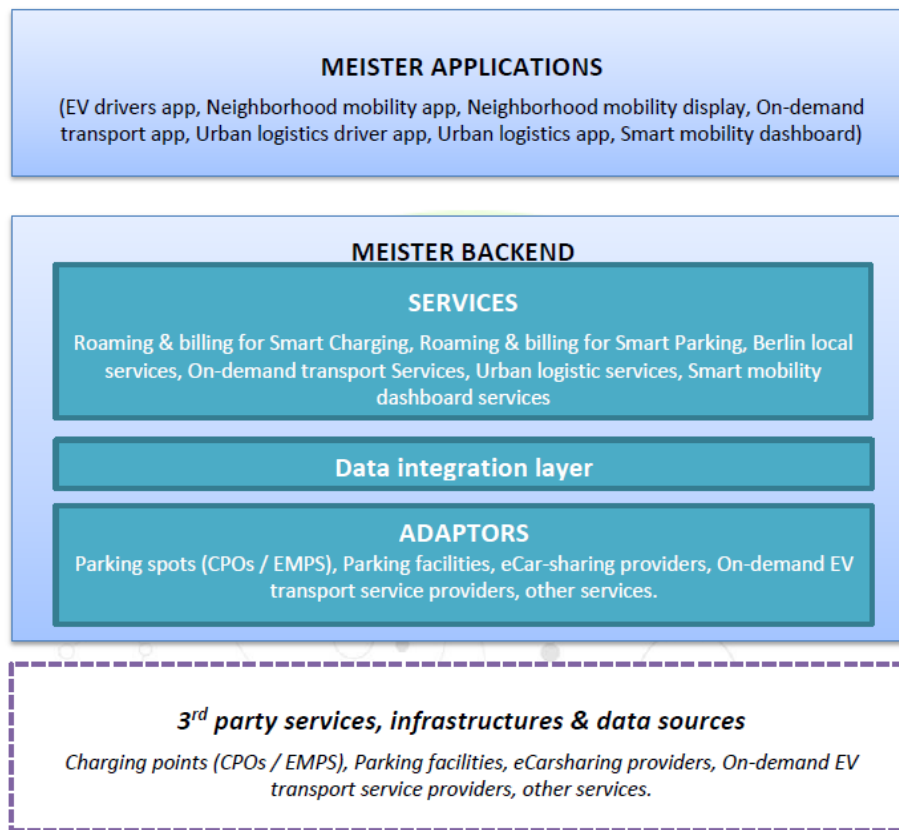 MEISTER APPLICATIONS
(EV drivers app, Neighborhood mobility app, Neighborhood mobility display, On-demand
transport app, Urban logistics driver app, Urban logistics app, Smart mobility dashboard)
MEISTER BACKEND
SERVICES
Roaming & billing for Smart Charging, Roaming & billing for Smart Parking, Berlin local
services, On-demand transport Services, Urban logistic services, Smart mobility
dashboard services
Data integration layer
ADAPTORS
Parking spots (CPOs / EMPS), Parking facilities, eCar-sharing providers, On-demand EV
transport service providers, other services.
3rd party services, infrastructures & data sources
Charging points (CPOs / EMPS), Parking facilities, eCarsharing providers, On-demand EV
transport service providers, other services.